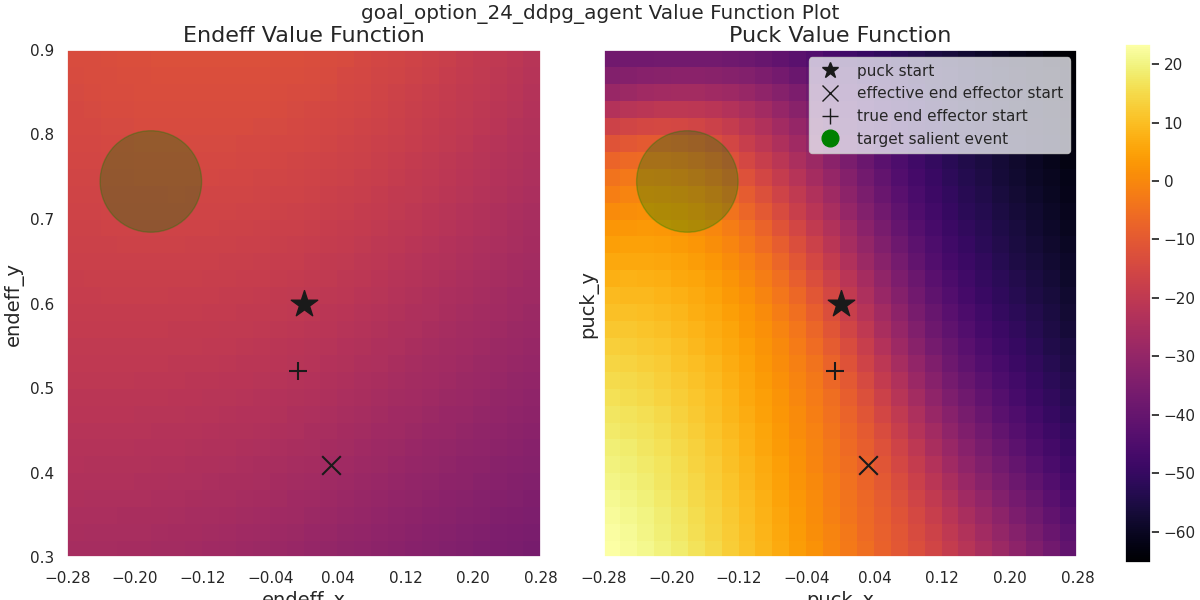 goal_option_24_ddpg_agent Value Function Plot
Endeff Value Function
Puck Value Function
0.9
0.8
0.7
0.6
0.5
0.4
0.3
endeff_y
−0.28 −0.20 −0.12 −0.04 0.04 0.12 0.20 0.28
endeff_x
puck start
effective end effector start
true end effector start
target salient event
puck_y
−0.28 −0.20 −0.12 −0.04 0.04 0.12 0.20 0.28
puck_x
20
10
0
−10
−20
−30
−40
−50
−60